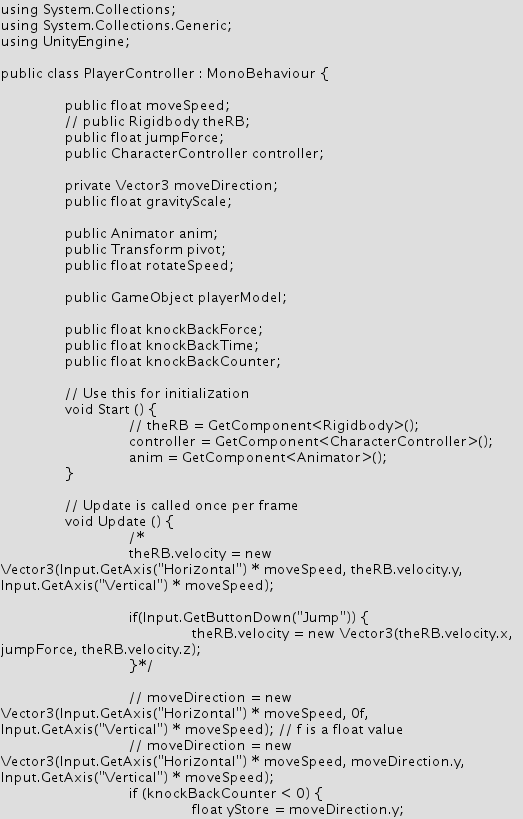 using System.Collections;
using System.Collections.Generic;
using UnityEngine;

public class PlayerController : MonoBehaviour {

	public float moveSpeed;
	// public Rigidbody theRB;
	public float jumpForce;
	public CharacterController controller;

	private Vector3 moveDirection;
	public float gravityScale;

	public Animator anim;
	public Transform pivot;
	public float rotateSpeed;

	public GameObject playerModel;

	public float knockBackForce;
	public float knockBackTime;
	public float knockBackCounter;

	// Use this for initialization
	void Start () {
		// theRB = GetComponent<Rigidbody>();
		controller = GetComponent<CharacterController>();
		anim = GetComponent<Animator>();
	}

	// Update is called once per frame
	void Update () {
		/*
		theRB.velocity = new
Vector3(Input.GetAxis("Horizontal") * moveSpeed, theRB.velocity.y,
Input.GetAxis("Vertical") * moveSpeed);

		if(Input.GetButtonDown("Jump")) {
			theRB.velocity = new Vector3(theRB.velocity.x,
jumpForce, theRB.velocity.z);
		}*/

		// moveDirection = new
Vector3(Input.GetAxis("Horizontal") * moveSpeed, 0f,
Input.GetAxis("Vertical") * moveSpeed); // f is a float value
		// moveDirection = new
Vector3(Input.GetAxis("Horizontal") * moveSpeed, moveDirection.y,
Input.GetAxis("Vertical") * moveSpeed);
		if (knockBackCounter < 0) {
			float yStore = moveDirection.y;